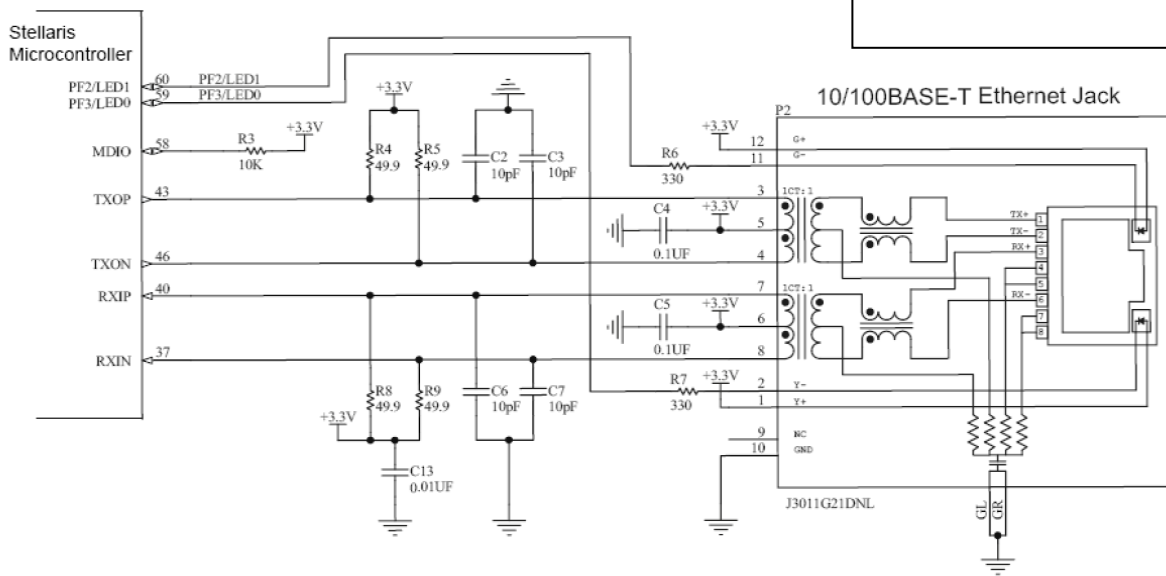 Stellaris
Microcontroller
PF2/LED1
60
PF2/LED1
PF3/LED0
59
PF3/LED0
MDIO
58
R3
10K
+3.3V
TXOP
43
TXON
46
RXIP
40
RXIN
37
+3.3V
R4
49.9
R5
49.9
C2
10pF
C3
10pF
C4
0.1UF
+3.3V
C5
0.1UF
+3.3V
R8
49.9
R9
49.9
C6
10pF
C7
10pF
+3.3V
C13
0.01UF
R6
330
R7
330
+3.3V
+3.3V
10/100BASE-T Ethernet Jack
P2
12
G+
11
G-
3
1CT:1
5
4
7
1CT:1
6
8
2
Y-
1
Y+
9
NC
10
GND
TX+
1
TX-
2
RX+
3
4
5
RX-
6
7
8
J3011G21DNL
GL
GR